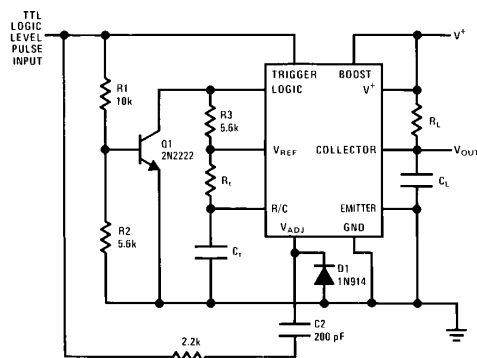 TTL
LOGIC
LEVEL
PULSE
INPUT
V+
TRIGGER
BOOST
LOGIC
V+
R1
10k
R3
5.6k
RL
Q1
2N2222
VREF
COLLECTOR
VOUT
Rt
CL
R/C
EMITTER
R2
5.6k
VADJ
GND
Ct
D1
1N914
C2
200 pF
2.2k